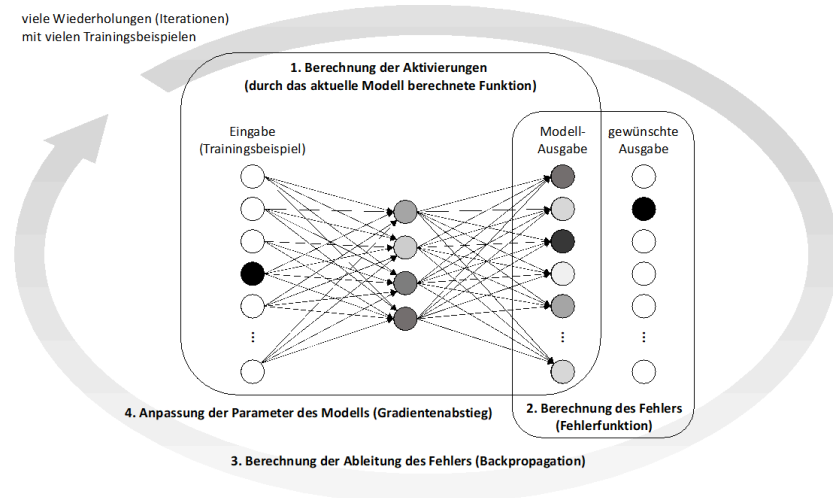 viele Wiederholungen (Iterationen)
mit vielen Trainingsbeispielen
1. Berechnung der Aktivierungen
(durch das aktuelle Modell berechnete Funktion)
Eingabe
(Trainingsbeispiel)
Modell-
Ausgabe
gewünschte
Ausgabe
4. Anpassung der Parameter des Modells (Gradientenabstieg)
2. Berechnung des Fehlers
(Fehlerfunktion)
3. Berechnung der Ableitung des Fehlers (Backpropagation)